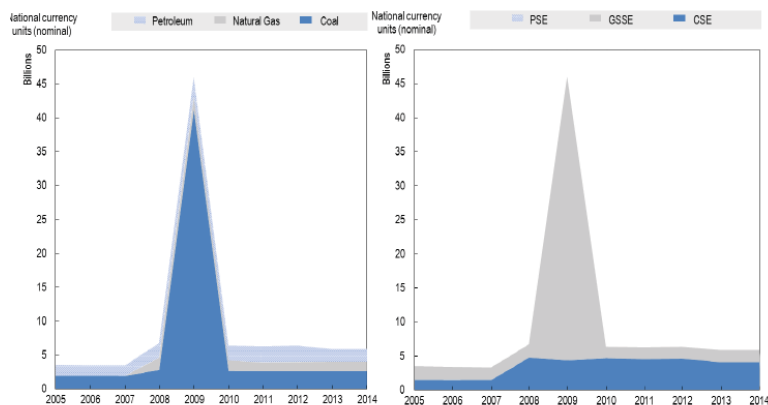 National currency
units (nominal)
Petroleum Natural Gas Coal
Billions
50
45
40
35
30
25
20
15
10
5
0
2005 2006 2007 2008 2009 2010 2011 2012 2013 2014
National currency
units (nominal)
PSE GSSE CSE
Billions
50
45
40
35
30
25
20
15
10
5
0
2005 2006 2007 2008 2009 2010 2011 2012 2013 2014